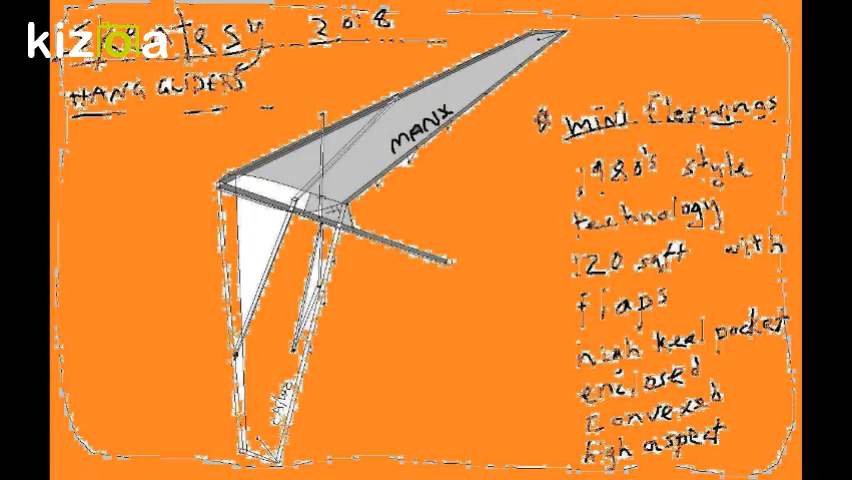 kizoa
2018
HANG GLIDERS
MANX
mini flexwings
1980's style
technology
120 sqft with
flaps
keel pocket
enclosed
convexed
high aspect